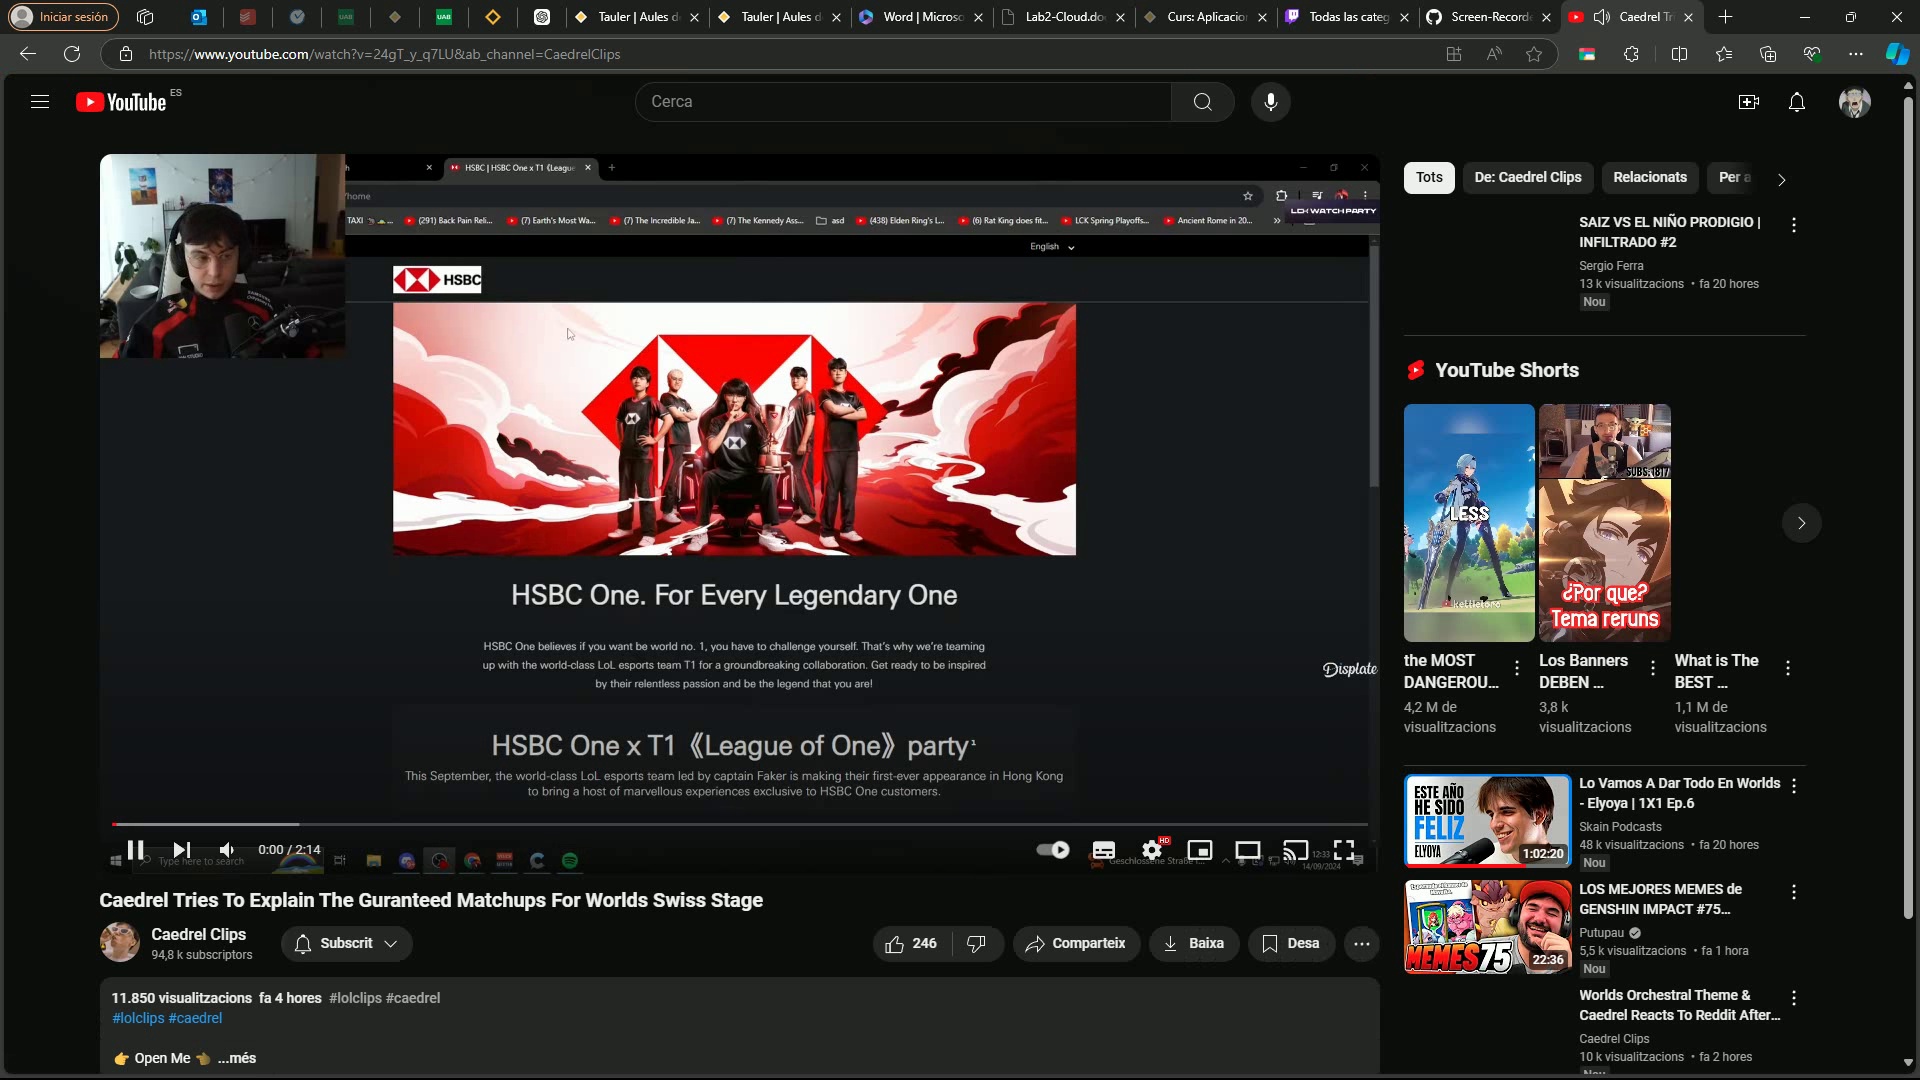 Iniciar sesión
Tauler | Aules d
Tauler | Aules d
Word | Microso
Lab2-Cloud.do
Curs: Aplicacio
Todas las categ
Screen-Record
Caedrel Tr
https://www.youtube.com/watch?v=24gT_y_q7LU&ab_channel=CaedrelClips
YouTube ES
Cerca
HSBC | HSBC One x T1 《League
home
TAXI
(291) Back Pain Reli...
(7) Earth's Most Wa...
(7) The Incredible Ja...
(7) The Kennedy Ass...
asd
(438) Elden Ring's L...
(6) Rat King does fit...
LCK Spring Playoffs...
Ancient Rome in 20...
LCK WATCH PARTY
English
HSBC
HSBC One. For Every Legendary One
HSBC One believes if you want be world no. 1, you have to challenge yourself. That's why we're teaming
up with the world-class LoL esports team T1 for a groundbreaking collaboration. Get ready to be inspired
by their relentless passion and be the legend that you are!
Displate
HSBC One x T1 《League of One》 party¹
This September, the world-class LoL esports team led by captain Faker is making their first-ever appearance in Hong Kong
to bring a host of marvellous experiences exclusive to HSBC One customers.
0:00 / 2:14
HD
Type here to search
Geschlossene Straße
12:33
14/09/2024
Caedrel Tries To Explain The Guranteed Matchups For Worlds Swiss Stage
Caedrel Clips
94,8 k subscriptors
Subscrit
246
Comparteix
Baixa
Desa
11.850 visualitzacions fa 4 hores #lolclips #caedrel
#lolclips #caedrel
👉 Open Me 👈 ...més
Tots
De: Caedrel Clips
Relacionats
Per a
SAIZ VS EL NIÑO PRODIGIO |
INFILTRADO #2
Sergio Ferra
13 k visualitzacions • fa 20 hores
Nou
YouTube Shorts
LESS
kettletons
SUBS: 1817
¿Por que?
Tema reruns
the MOST
DANGEROU...
4,2 M de
visualitzacions
Los Banners
DEBEN ...
3,8 k
visualitzacions
What is The
BEST ...
1,1 M de
visualitzacions
ESTE AÑO
HE SIDO
FELIZ
ELYOYA
1:02:20
Lo Vamos A Dar Todo En Worlds
- Elyoya | 1X1 Ep.6
Skain Podcasts
48 k visualitzacions • fa 20 hores
Nou
MEMES 75
22:36
LOS MEJORES MEMES de
GENSHIN IMPACT #75...
Putupau
5,5 k visualitzacions • fa 1 hora
Nou
Worlds Orchestral Theme &
Caedrel Reacts To Reddit After...
Caedrel Clips
10 k visualitzacions • fa 2 hores
Nou